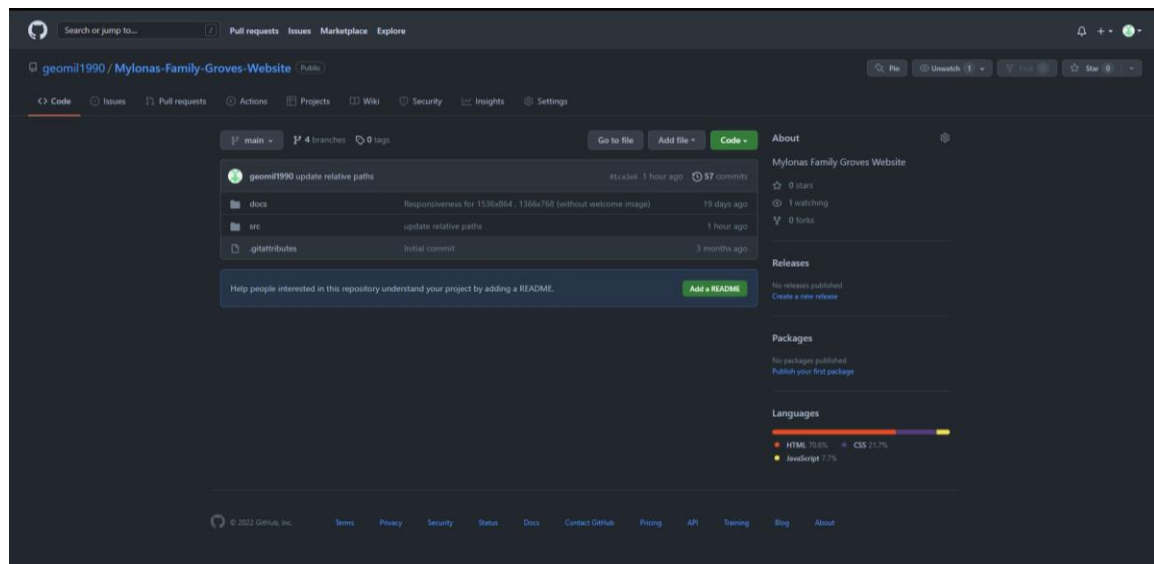 Search or jump to... / Pull requests Issues Marketplace Explore
geomil1990 / Mylonas-Family-Groves-Website Public
Pin Unwatch 1 Fork Star 0
<> Code Issues Pull requests Actions Projects Wiki Security Insights Settings
main 4 branches 0 tags Go to file Add file Code
geomil1990 update relative paths 1 hour ago 57 commits
docs Responsiveness for 1536x864 , 1366x768 (without welcome image) 19 days ago
src update relative paths 1 hour ago
.gitattributes Initial commit 3 months ago
Help people interested in this repository understand your project by adding a README. Add a README
About
Mylonas Family Groves Website
0 stars
1 watching
0 forks
Releases
No releases published
Create a new release
Packages
No packages published
Publish your first package
Languages
HTML 70.6% CSS 21.7%
JavaScript 7.7%
© 2022 GitHub, Inc. Terms Privacy Security Status Docs Contact GitHub Pricing API Training Blog About